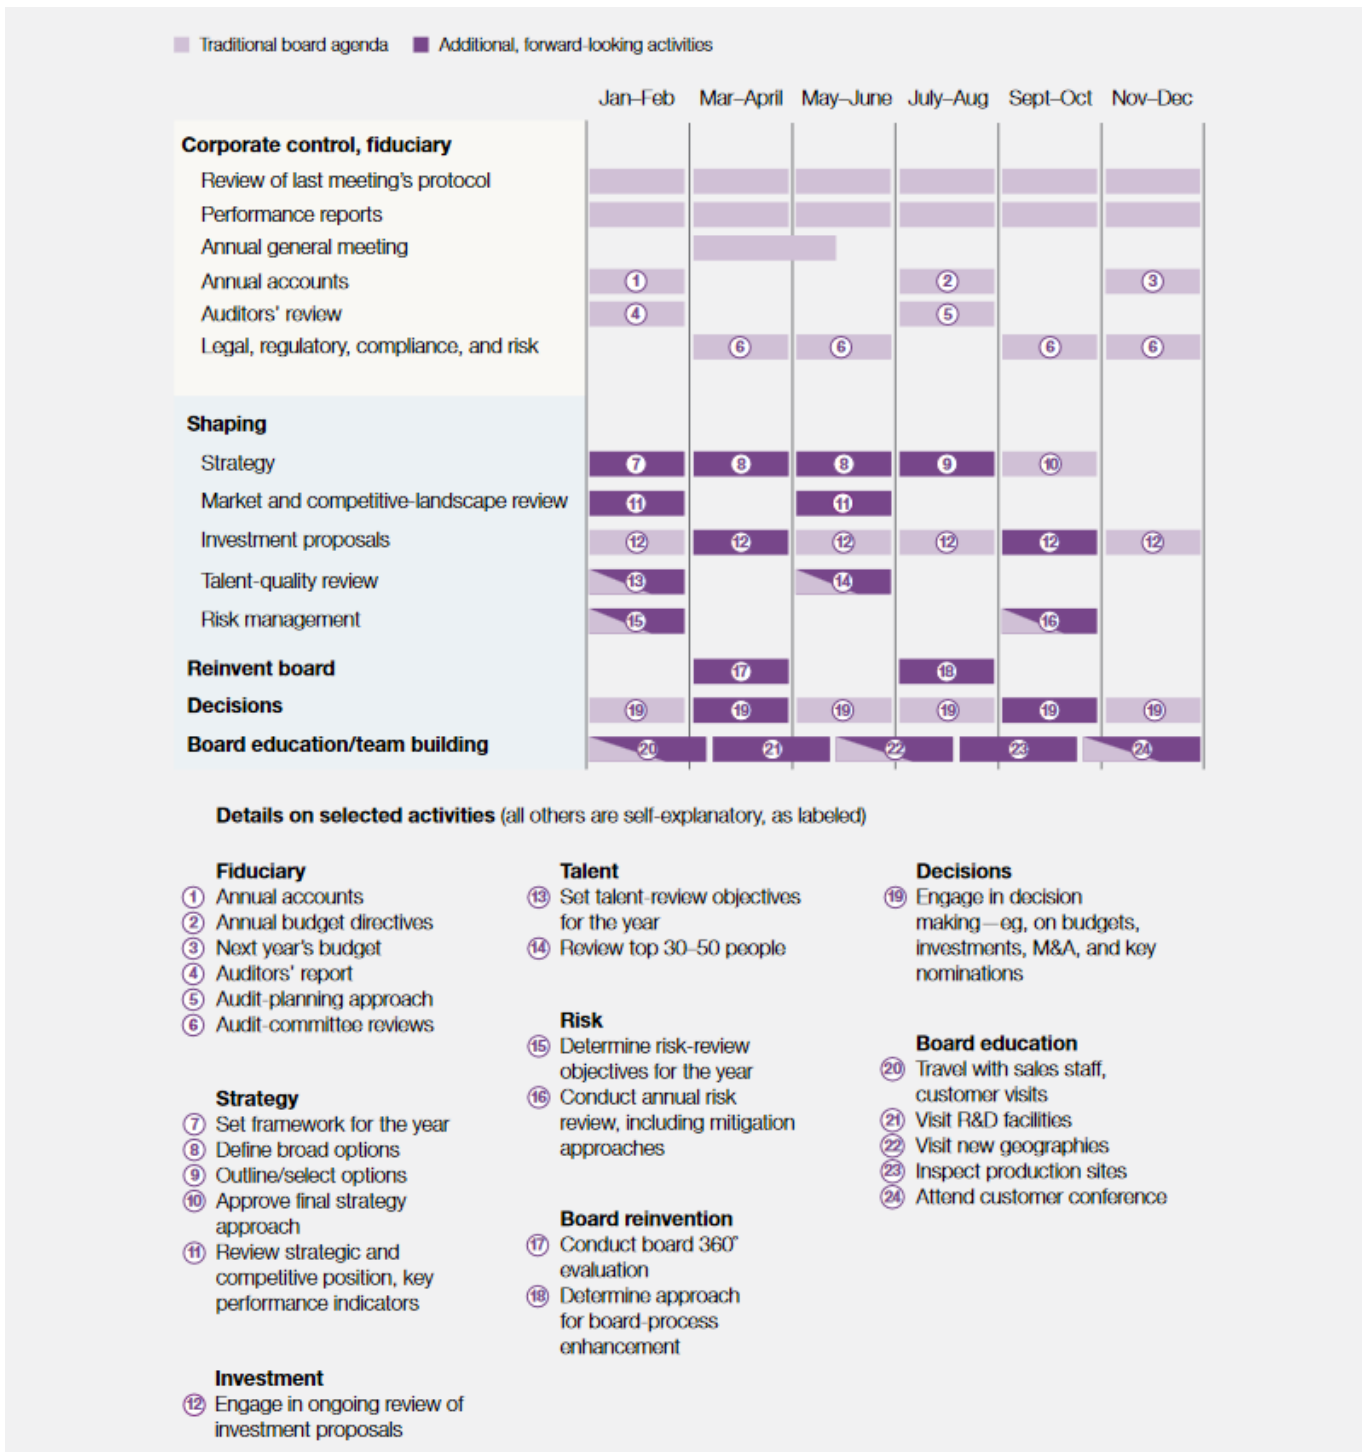 Traditional board agenda Additional, forward-looking activities
Jan–Feb Mar–April May–June July–Aug Sept–Oct Nov–Dec
Corporate control, fiduciary
Review of last meeting's protocol
Performance reports
Annual general meeting
Annual accounts 1 2 3
Auditors' review 4 5
Legal, regulatory, compliance, and risk 6 6 6 6
Shaping
Strategy 7 8 8 9 10
Market and competitive-landscape review 11 11
Investment proposals 12 12 12 12 12 12
Talent-quality review 13 14
Risk management 15 16
Reinvent board 17 18
Decisions 19 19 19 19 19 19
Board education/team building 20 21 22 23 24
Details on selected activities (all others are self-explanatory, as labeled)
Fiduciary
1 Annual accounts
2 Annual budget directives
3 Next year's budget
4 Auditors' report
5 Audit-planning approach
6 Audit-committee reviews
Strategy
7 Set framework for the year
8 Define broad options
9 Outline/select options
10 Approve final strategy
approach
11 Review strategic and
competitive position, key
performance indicators
Investment
12 Engage in ongoing review of
investment proposals
Talent
13 Set talent-review objectives
for the year
14 Review top 30–50 people
Risk
15 Determine risk-review
objectives for the year
16 Conduct annual risk
review, including mitigation
approaches
Board reinvention
17 Conduct board 360°
evaluation
18 Determine approach
for board-process
enhancement
Decisions
19 Engage in decision
making—eg, on budgets,
investments, M&A, and key
nominations
Board education
20 Travel with sales staff,
customer visits
21 Visit R&D facilities
22 Visit new geographies
23 Inspect production sites
24 Attend customer conference